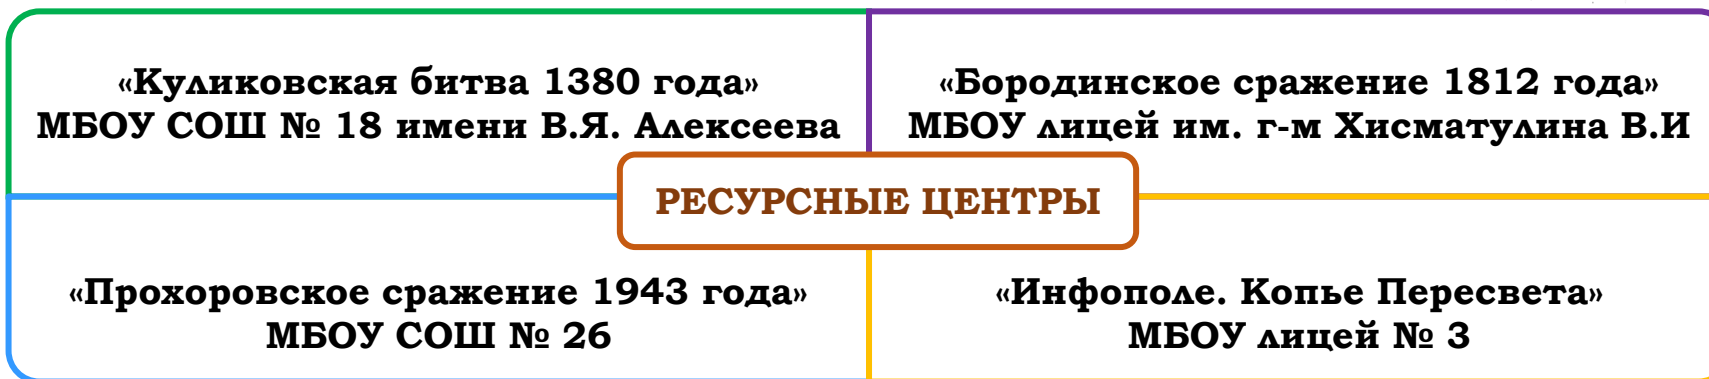 «Куликовская битва 1380 года»
МБОУ СОШ № 18 имени В.Я. Алексеева
«Бородинское сражение 1812 года»
МБОУ лицей им. г-м Хисматулина В.И
РЕСУРСНЫЕ ЦЕНТРЫ
«Прохоровское сражение 1943 года»
МБОУ СОШ № 26
«Инфополе. Копье Пересвета»
МБОУ лицей № 3